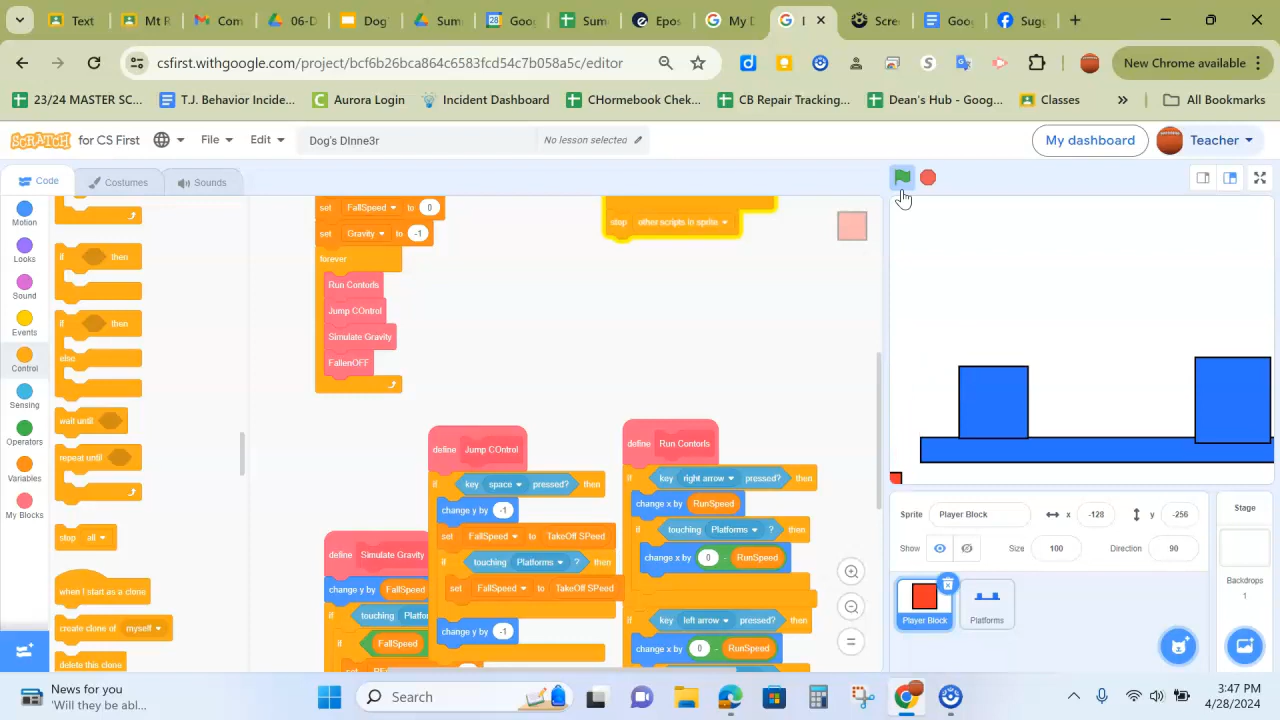 Text
Mt R
Com
06-D
Dog
Sum
Goo
Sum
Epos
My D
Scre
Goo
Sug
csfirst.withgoogle.com/project/bcf6b26bca864c6583fcd54c7b058a5c/editor
New Chrome available
23/24 MASTER SC...
T.J. Behavior Incide...
Aurora Login
Incident Dashboard
CHormebook Chek...
CB Repair Tracking...
Dean's Hub - Goog...
Classes
All Bookmarks
SCRATCH for CS First
File
Edit
Dog's DInne3r
No lesson selected
My dashboard
Teacher
Code
Costumes
Sounds
Motion
Looks
Sound
Events
Control
Sensing
Operators
Variables
My Blocks
if then
if then
else
wait until
repeat until
stop all
when I start as a clone
create clone of myself
delete this clone
set FallSpeed to 0
set Gravity to -1
forever
Run Contorls
Jump COntrol
Simulate Gravity
FallenOFF
stop other scripts in sprite
define Simulate Gravity
change y by FallSpeed
if touching Platfo
if FallSpeed
define Jump COntrol
if key space pressed? then
change y by -1
set FallSpeed to TakeOff SPeed
if touching Platforms ? then
set FallSpeed to TakeOff SPeed
change y by -1
define Run Contorls
if key right arrow pressed? then
change x by RunSpeed
if touching Platforms ? then
change x by 0 - RunSpeed
if key left arrow pressed? then
change x by 0 - RunSpeed
Sprite
Player Block
x -128
y -256
Show
Size 100
Direction 90
Player Block
Platforms
Stage
Backdrops
1
News for you
'Will they be abl...
Search
3:47 PM
4/28/2024